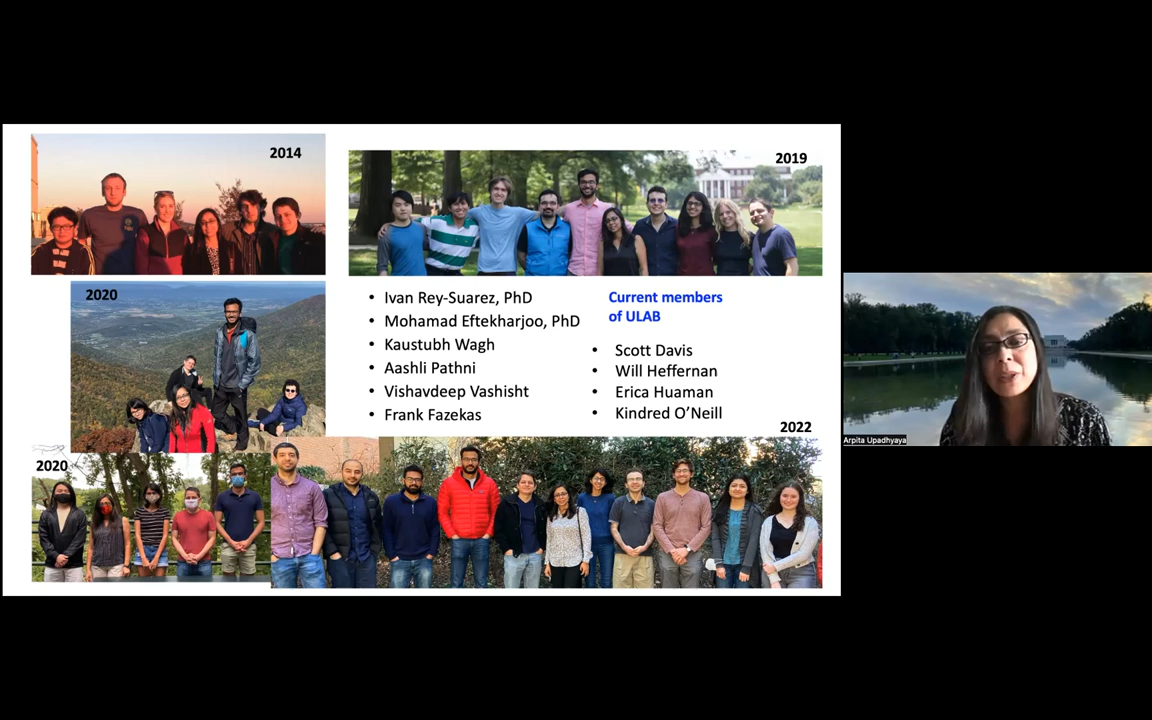 2014
2019
2020
• Ivan Rey-Suarez, PhD
• Mohamad Eftekharjoo, PhD
• Kaustubh Wagh
• Aashli Pathni
• Vishavdeep Vashisht
• Frank Fazekas
Current members
of ULAB
• Scott Davis
• Will Heffernan
• Erica Huaman
• Kindred O’Neill
2020
2022
Arpita Upadhyaya